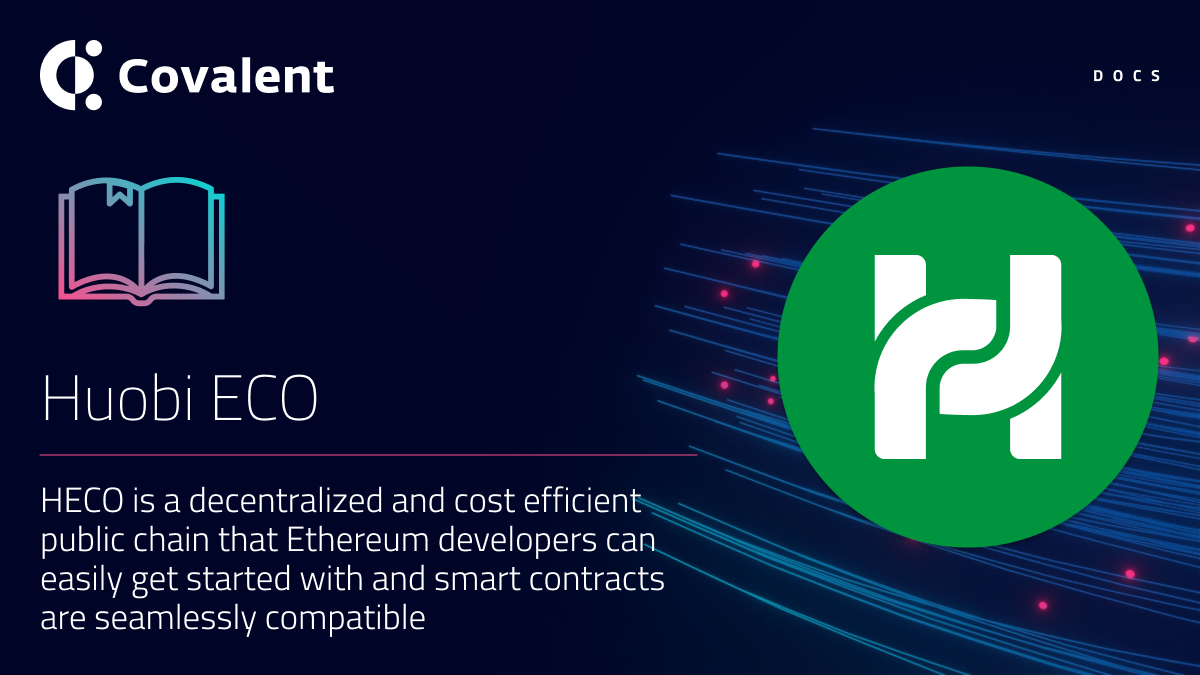 Covalent
DOCS
Huobi ECO
HECO is a decentralized and cost efficient
public chain that Ethereum developers can
easily get started with and smart contracts
are seamlessly compatible